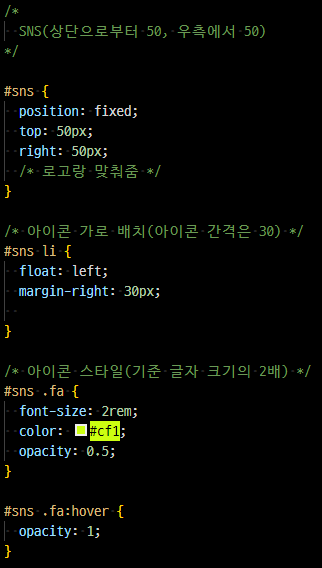 /*
SNS(상단으로부터 50, 우측에서 50)
*/
#sns {
position: fixed;
top: 50px;
right: 50px;
/* 로고랑 맞춰줌 */
}
/* 아이콘 가로 배치(아이콘 간격은 30) */
#sns li {
float: left;
margin-right: 30px;
}
/* 아이콘 스타일(기준 글자 크기의 2배) */
#sns .fa {
font-size: 2rem;
color: #cf1;
opacity: 0.5;
}
#sns .fa:hover {
opacity: 1;
}